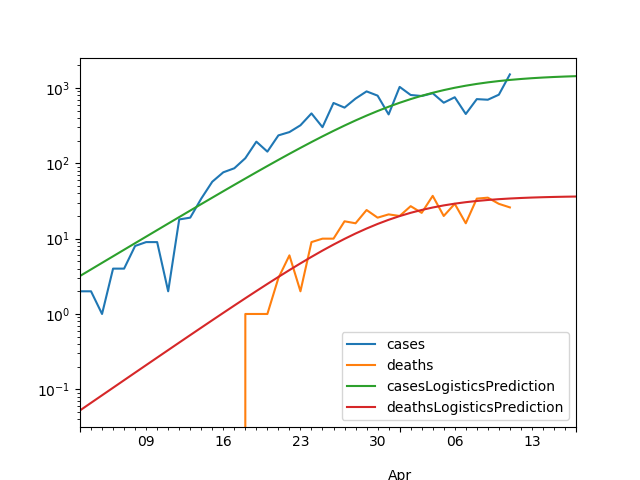 10³
10²
10¹
10⁰
10⁻¹
cases
deaths
casesLogisticsPrediction
deathsLogisticsPrediction
09 16 23 30 06 13
Apr